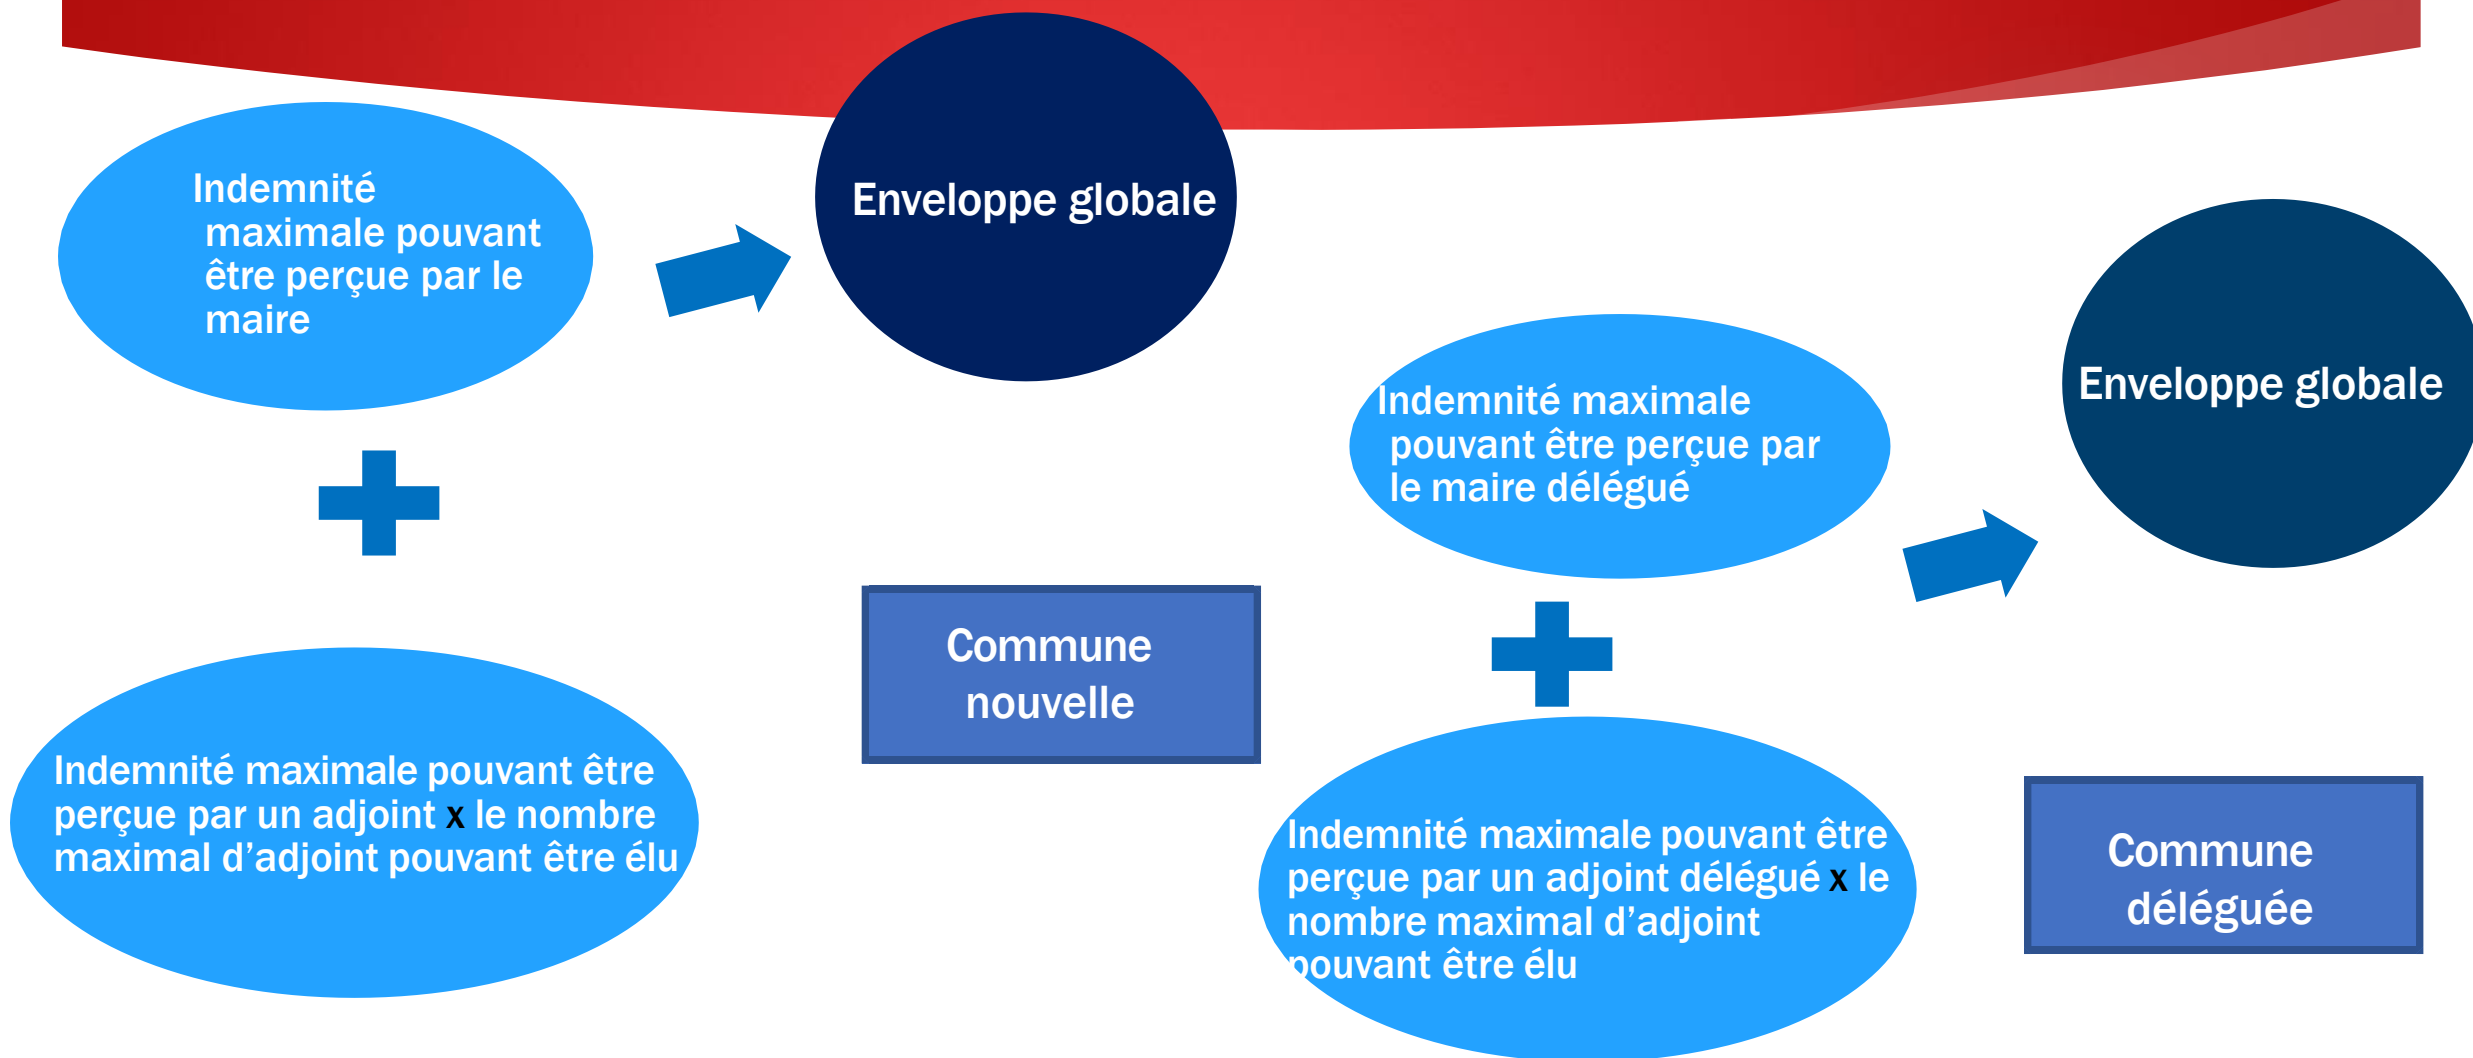 Indemnité
maximale pouvant
être perçue par le
maire
Enveloppe globale
Indemnité maximale pouvant être
perçue par un adjoint x le nombre
maximal d’adjoint pouvant être élu
Commune
nouvelle
Indemnité maximale
pouvant être perçue par
le maire délégué
Enveloppe globale
Indemnité maximale pouvant être
perçue par un adjoint délégué x le
nombre maximal d’adjoint
pouvant être élu
Commune
déléguée